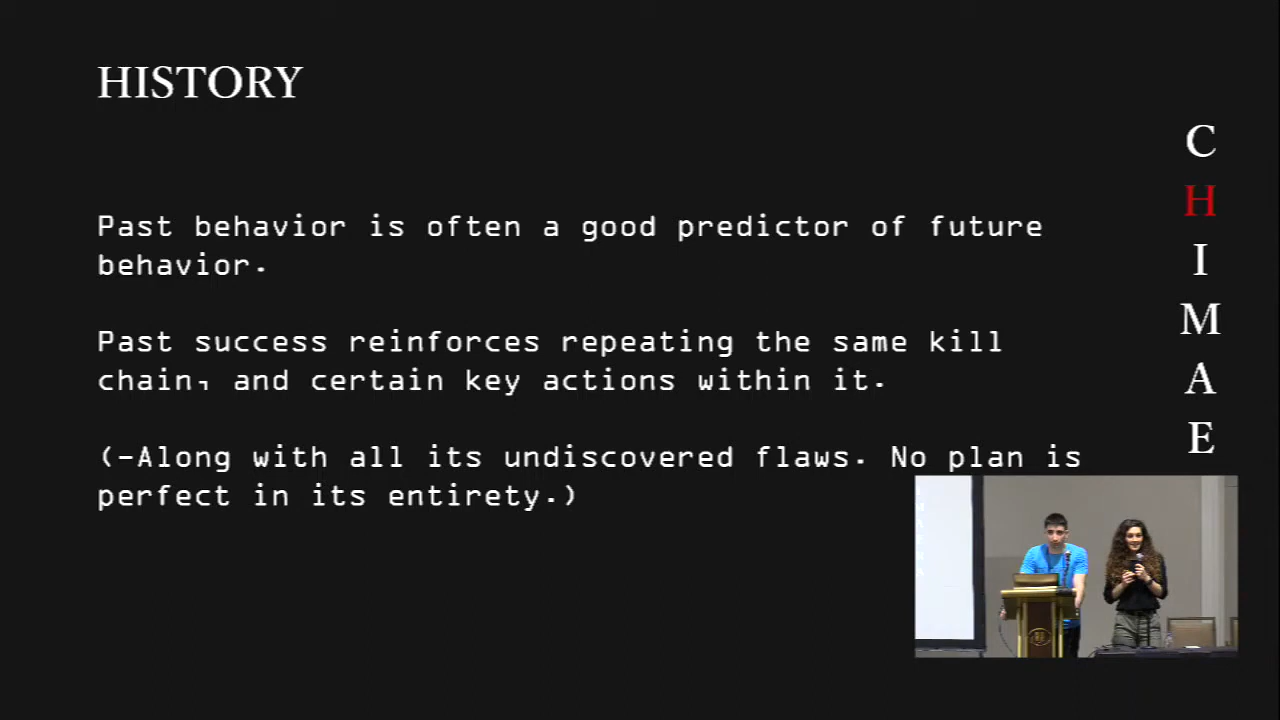 HISTORY
Past behavior is often a good predictor of future
behavior.
Past success reinforces repeating the same kill
chain, and certain key actions within it.
(-Along with all its undiscovered flaws. No plan is
perfect in its entirety.)
C
H
I
M
A
E